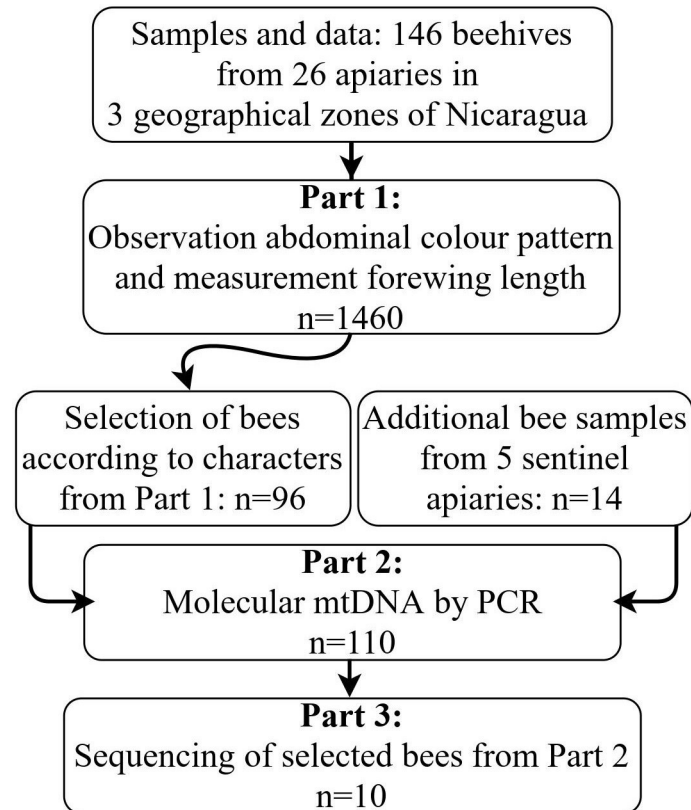 Samples and data: 146 beehives
from 26 apiaries in
3 geographical zones of Nicaragua
Part 1:
Observation abdominal colour pattern
and measurement forewing length
n=1460
Selection of bees
according to characters
from Part 1: n=96
Additional bee samples
from 5 sentinel
apiaries: n=14
Part 2:
Molecular mtDNA by PCR
n=110
Part 3:
Sequencing of selected bees from Part 2
n=10